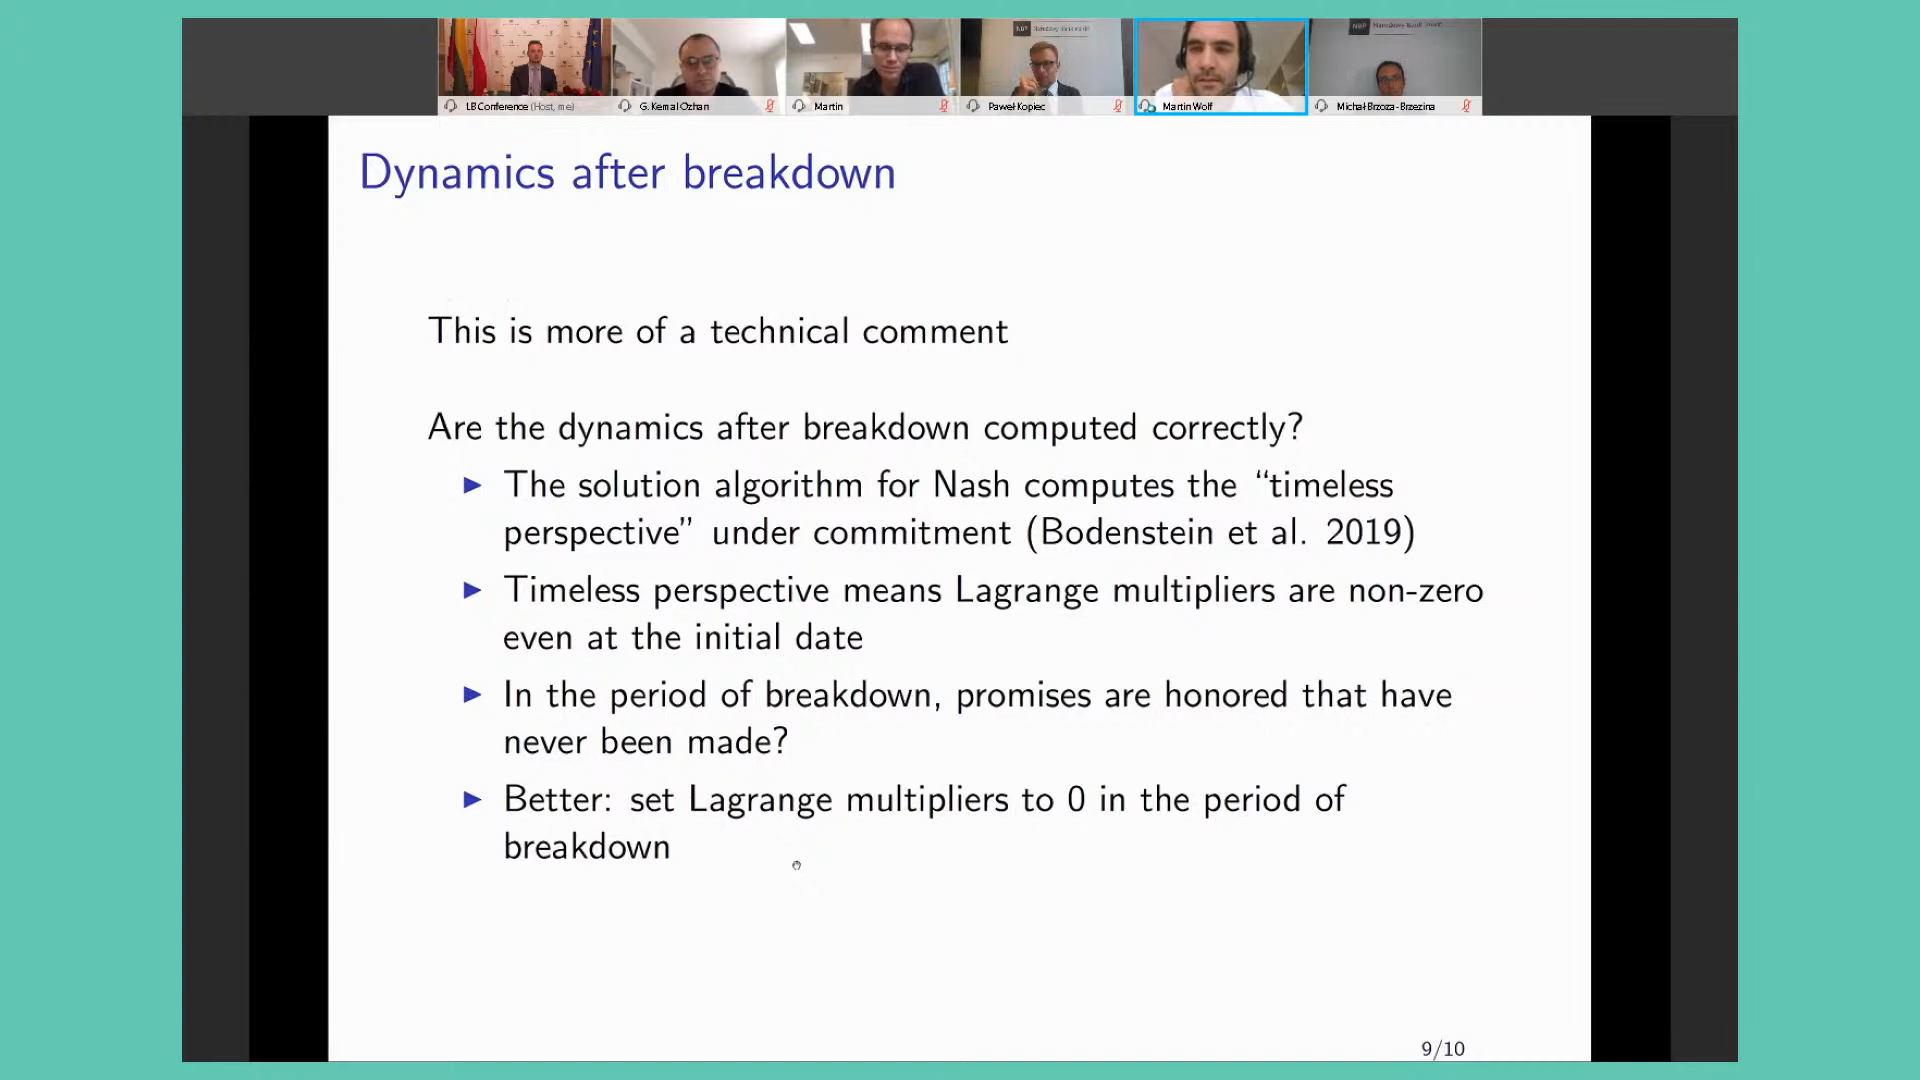 LB Conference (Host, me)
G. Kemal Ozhan
Martin
Paweł Kopiec
Martin Wolf
Michał Brzoza-Brzezina
NBP
NBP Narodowy Bank
Dynamics after breakdown
This is more of a technical comment
Are the dynamics after breakdown computed correctly?
► The solution algorithm for Nash computes the “timeless
perspective” under commitment (Bodenstein et al. 2019)
► Timeless perspective means Lagrange multipliers are non-zero
even at the initial date
► In the period of breakdown, promises are honored that have
never been made?
► Better: set Lagrange multipliers to 0 in the period of
breakdown
9/10